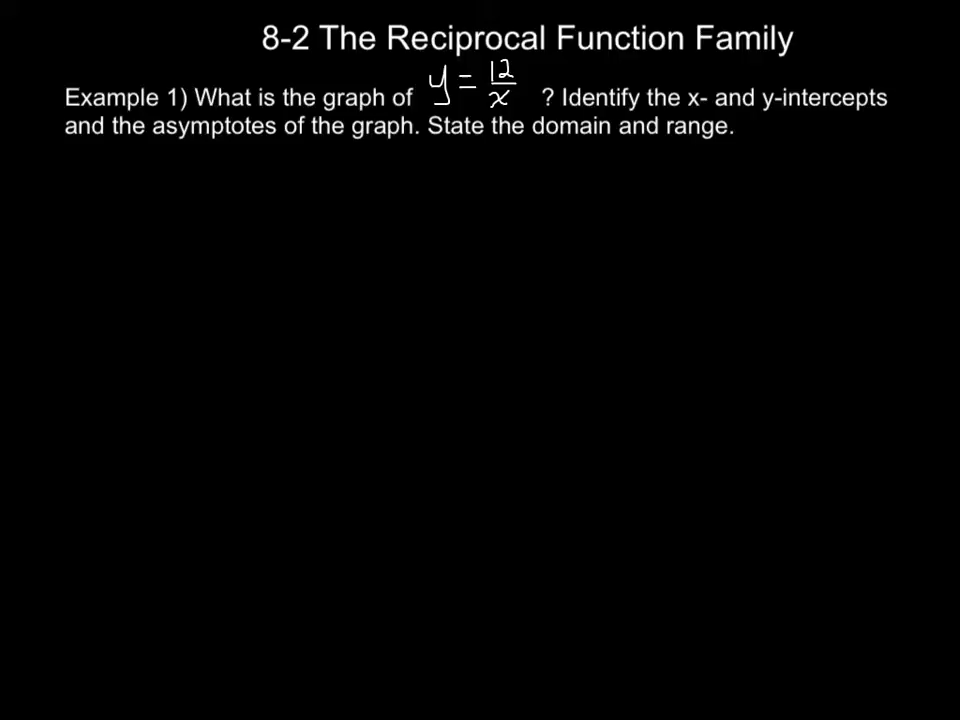 8-2 The Reciprocal Function Family
Example 1) What is the graph of y = 12/x ? Identify the x- and y-intercepts
and the asymptotes of the graph. State the domain and range.